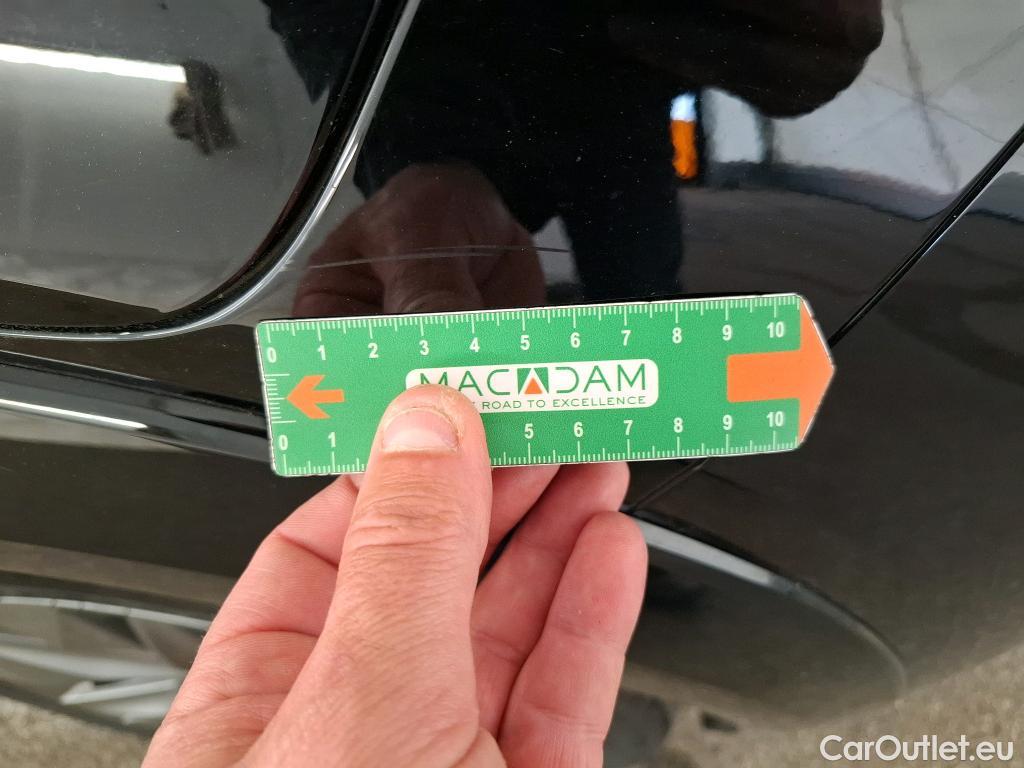 0 1 2 3 4 5 6 7 8 9 10
MACADAM
ROAD TO EXCELLENCE
0 1 5 6 7 8 9 10
CarOutlet.eu